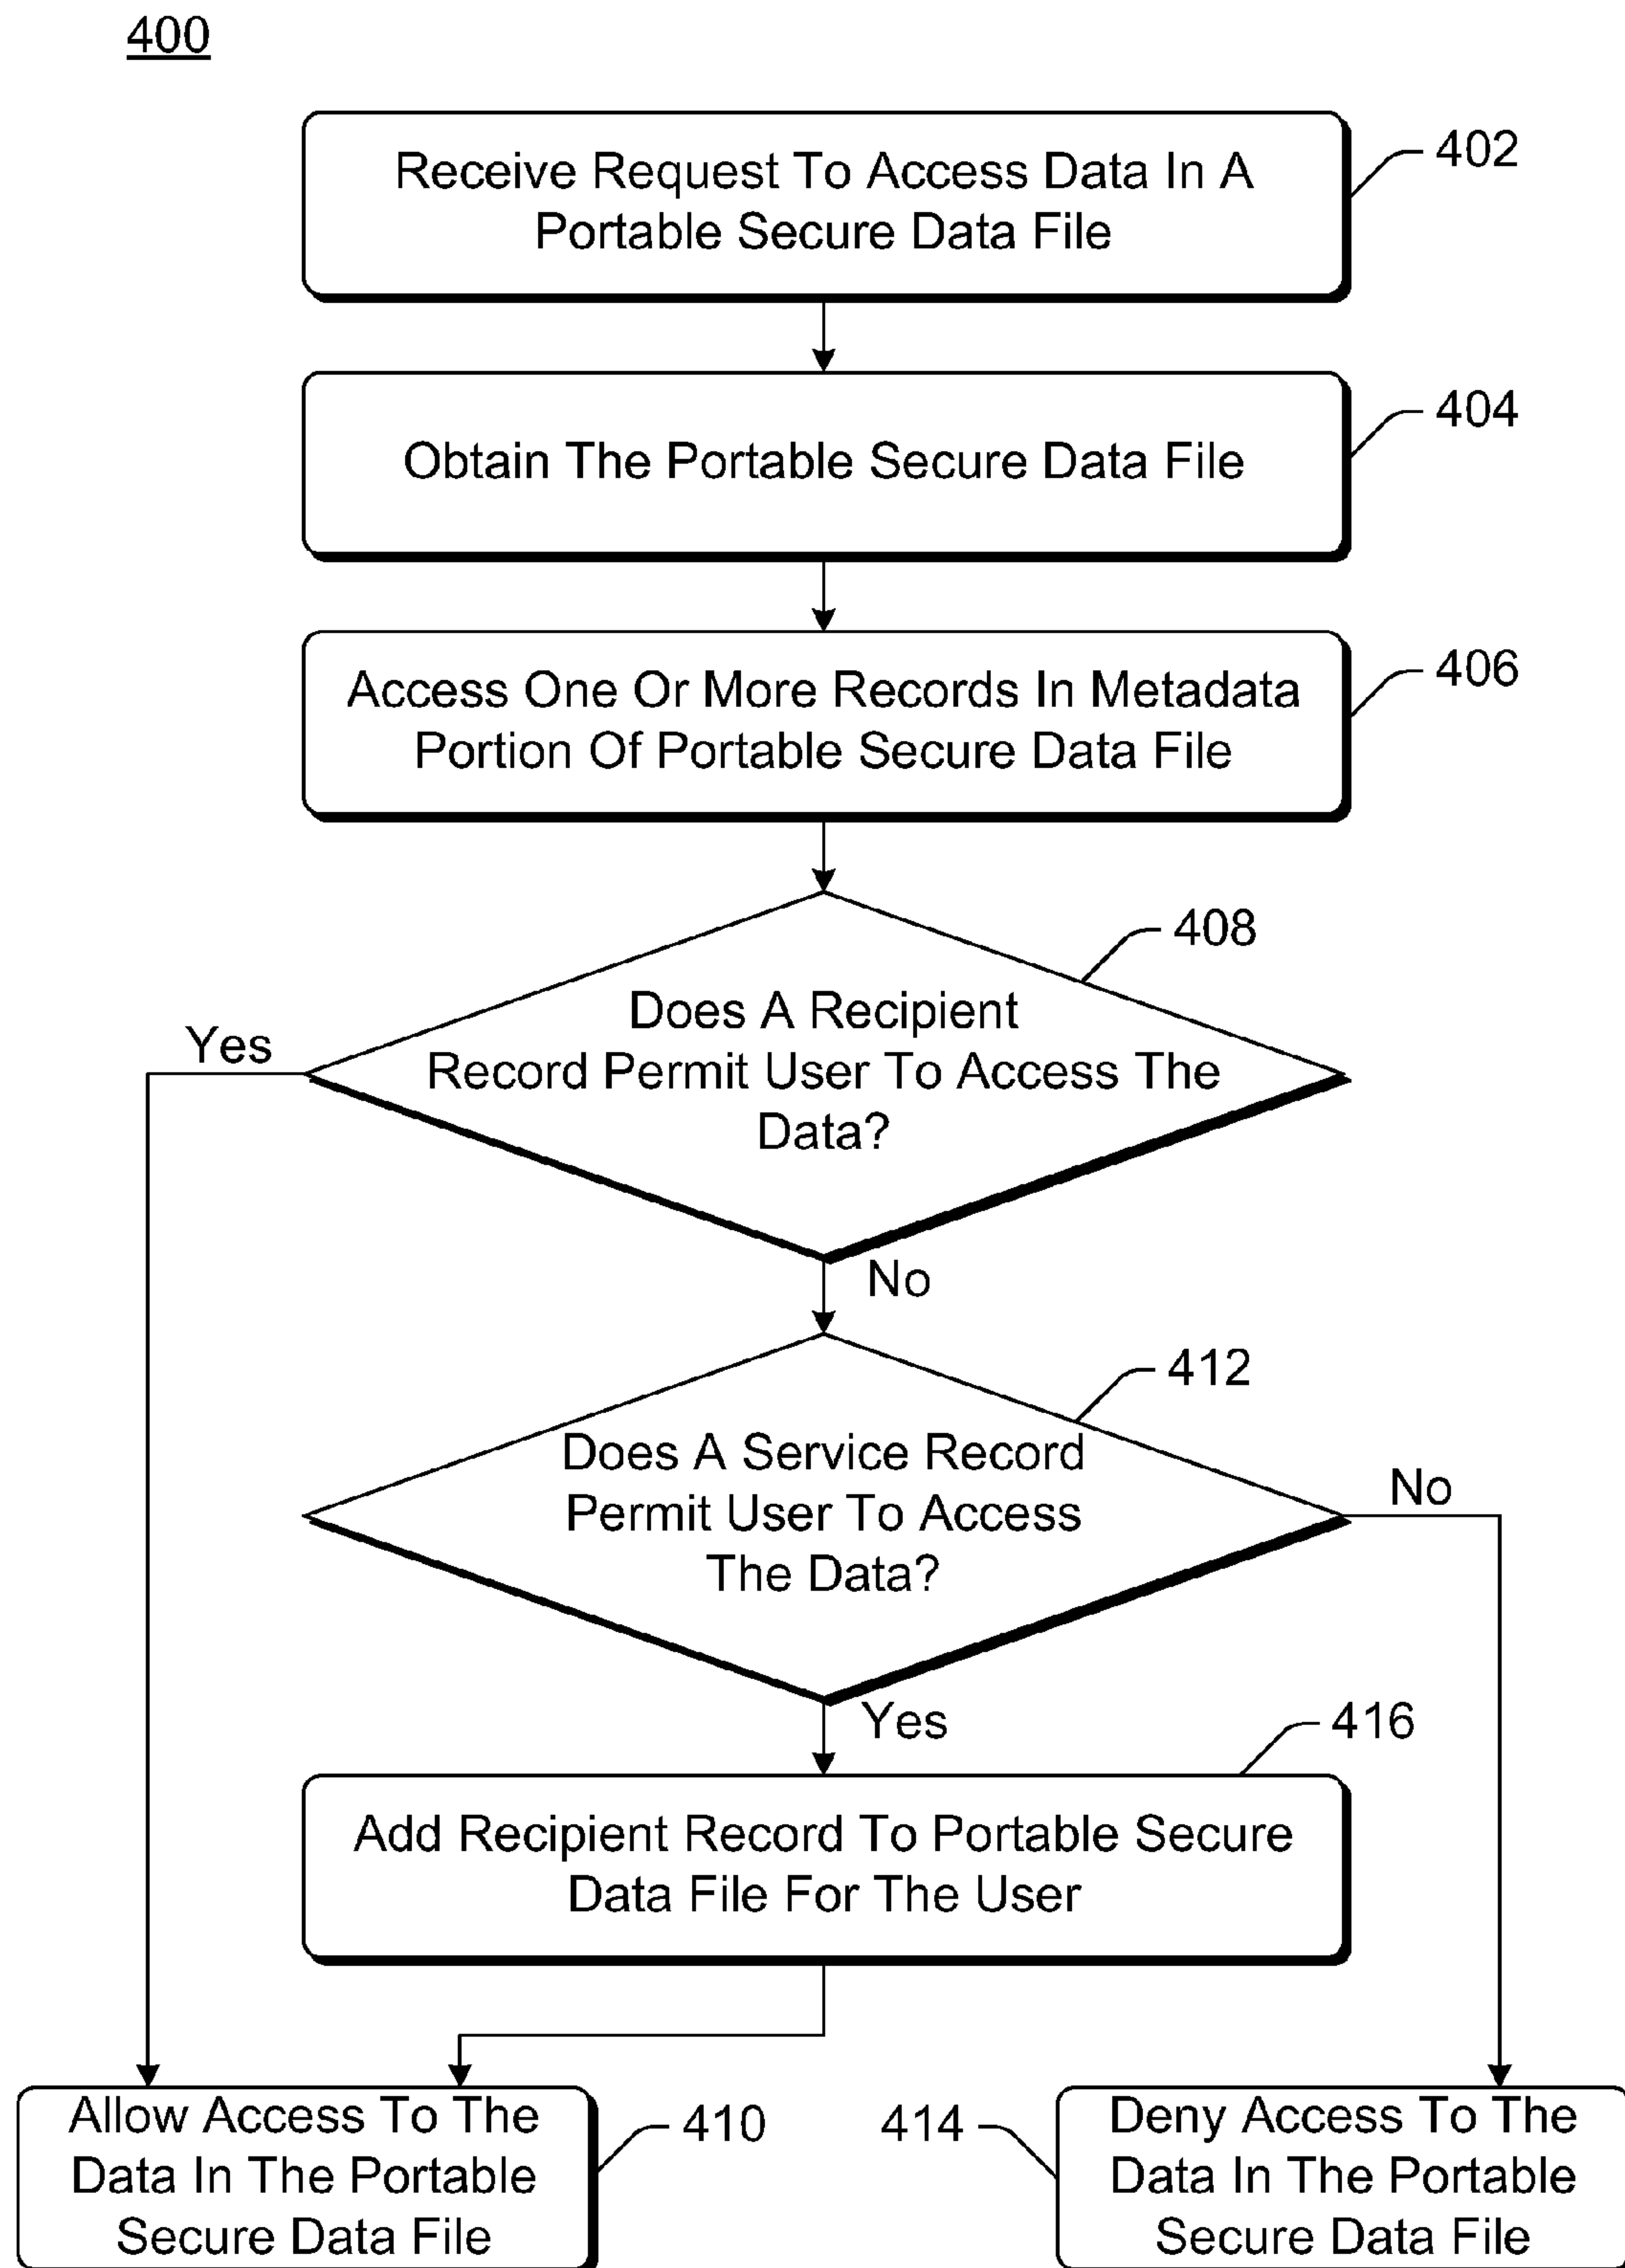 400
Receive Request To Access Data In A
Portable Secure Data File
402
Obtain The Portable Secure Data File
404
Access One Or More Records In Metadata
Portion Of Portable Secure Data File
406
408
Does A Recipient
Record Permit User To Access The
Data?
Yes
No
412
Does A Service Record
Permit User To Access
The Data?
No
Yes
416
Add Recipient Record To Portable Secure
Data File For The User
Allow Access To The
Data In The Portable
Secure Data File
410
414
Deny Access To The
Data In The Portable
Secure Data File